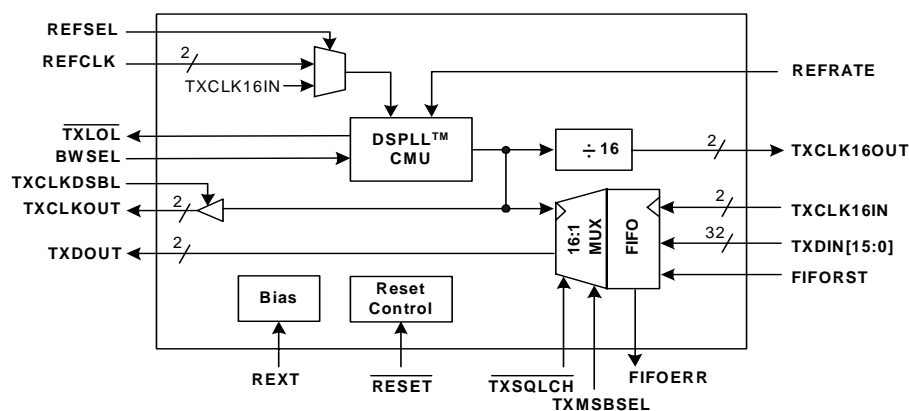 REFSEL
REFCLK
2
TXCLK16IN
REFRATE
TXLOL
BWSEL
DSPLL™
CMU
÷ 16
2
TXCLK16OUT
TXCLKDSBL
TXCLKOUT
2
TXDOUT
2
16:1
MUX
FIFO
2
TXCLK16IN
32
TXDIN[15:0]
FIFORST
Bias
Reset
Control
REXT
RESET
TXSQLCH
TXMSBSEL
FIFOERR